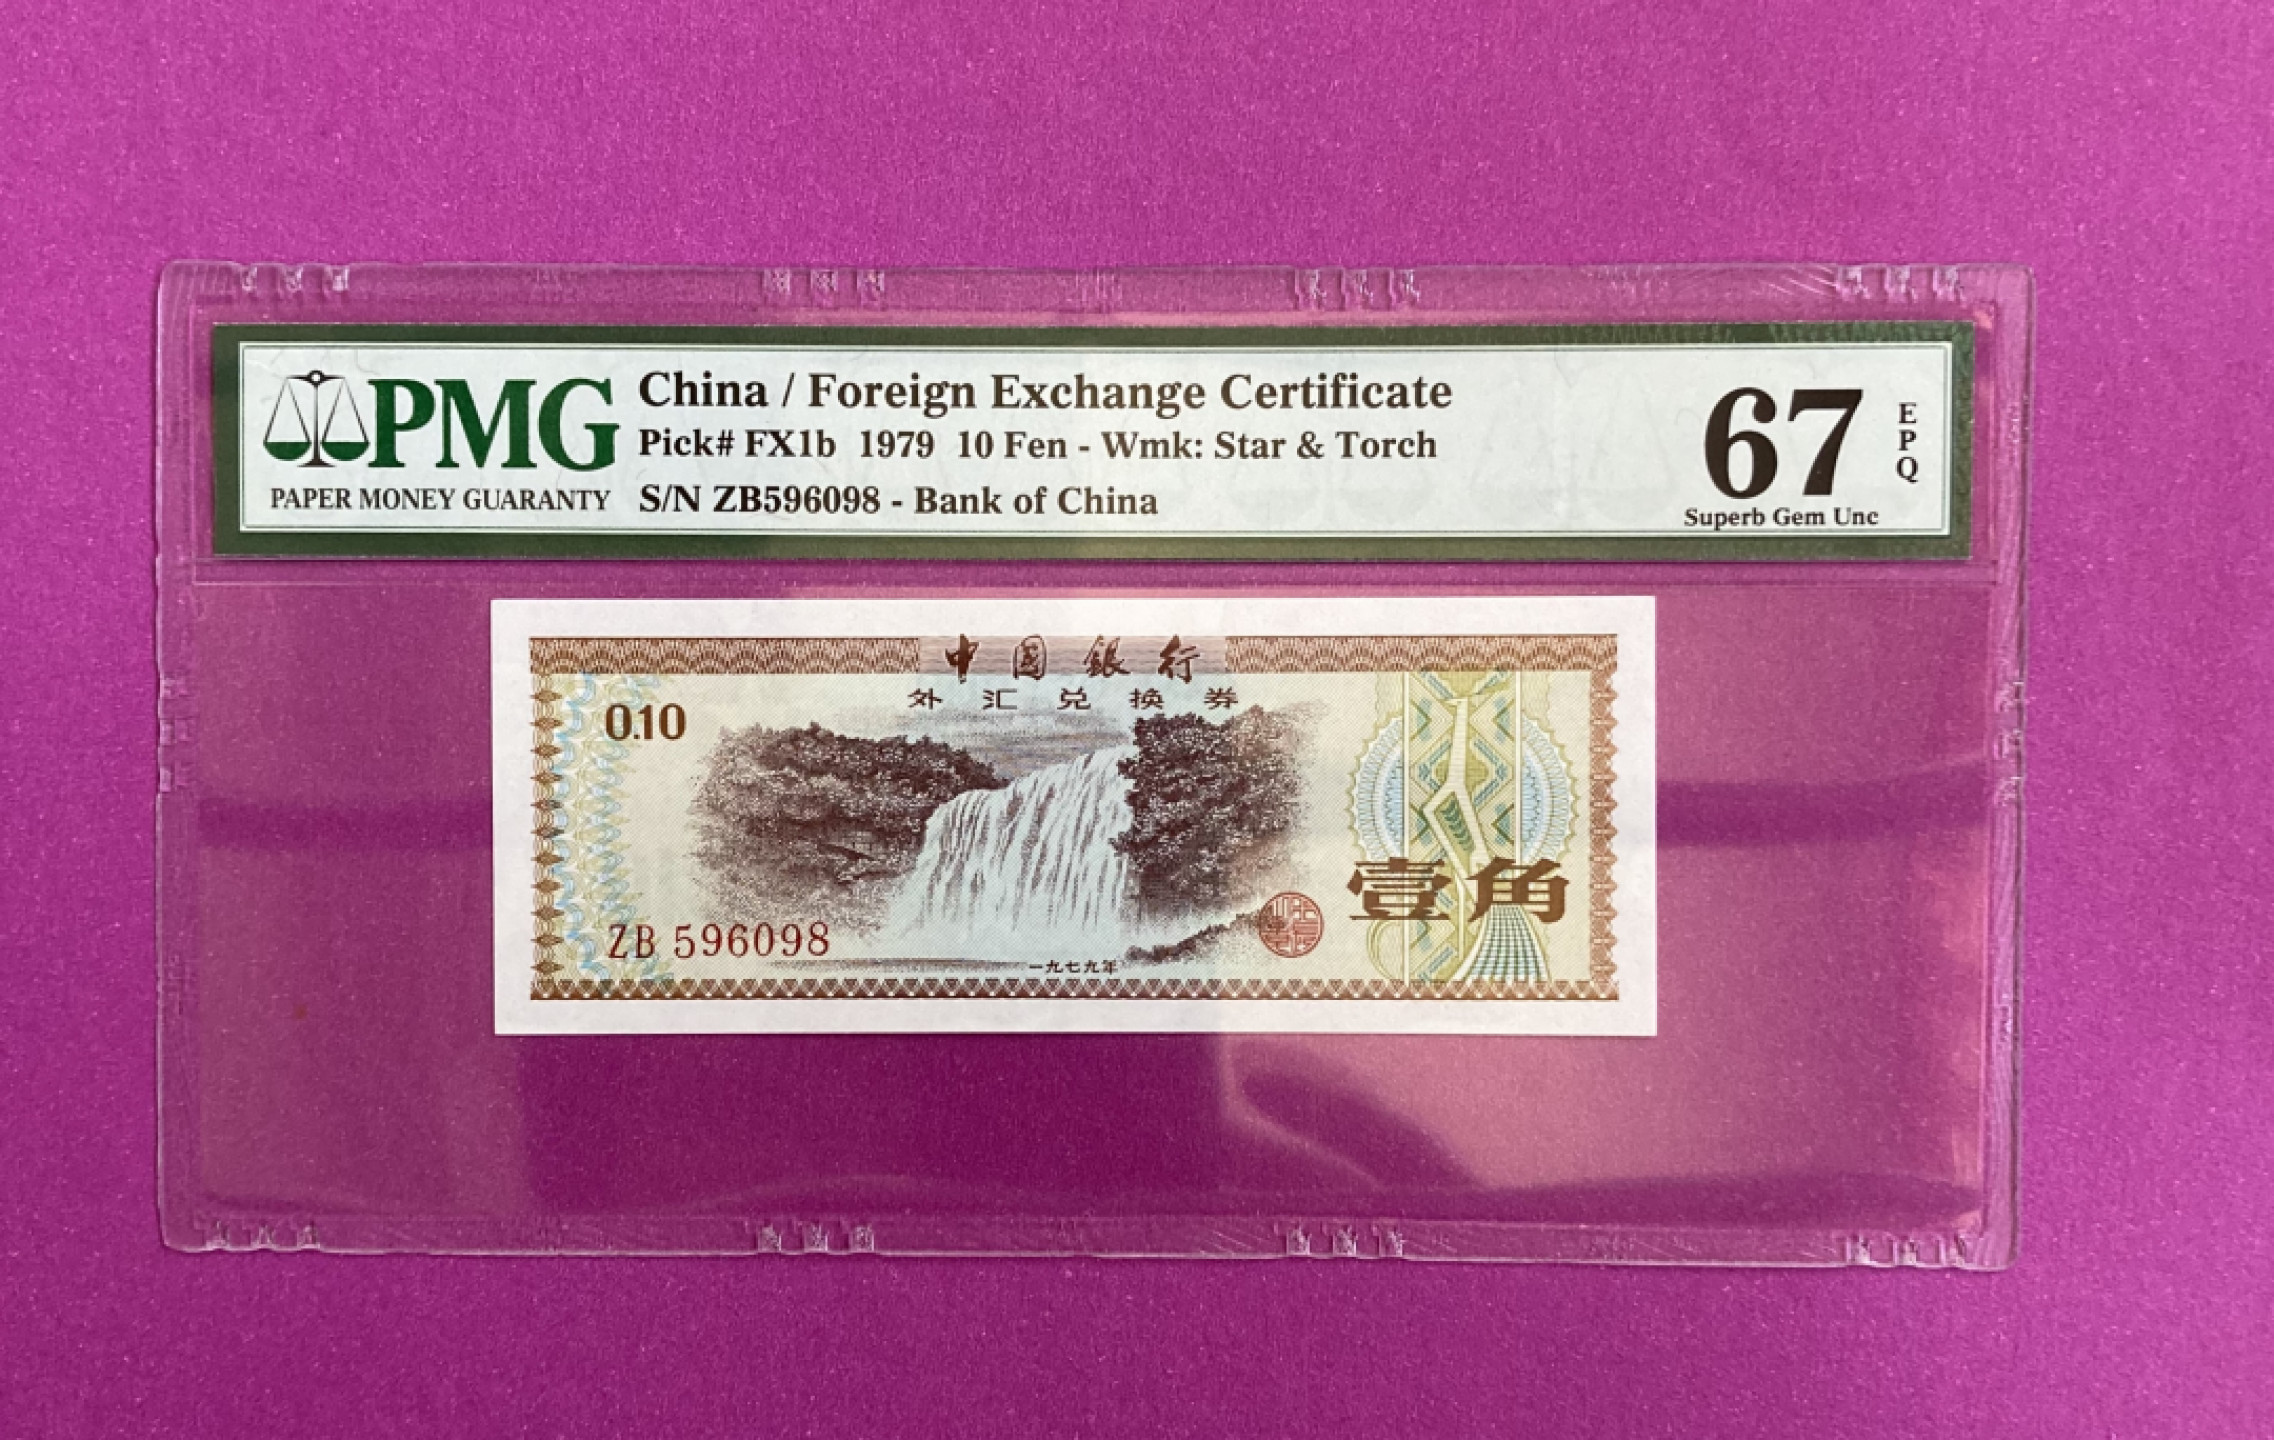 PMG
PAPER MONEY GUARANTY
China / Foreign Exchange Certificate
Pick# FX1b 1979 10 Fen - Wmk: Star & Torch
S/N ZB596098 - Bank of China
67
EPQ
Superb Gem Unc
中國銀行
外汇兑换券
0.10
壹角
ZB 596098
一九七九年